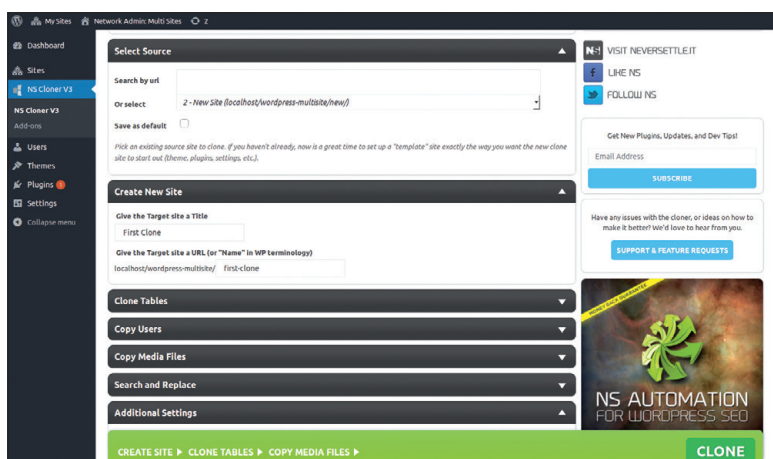 My Sites
Network Admin: Multi Sites
2
Dashboard
Sites
NS Cloner V3
NS Cloner V3
Add-ons
Users
Themes
Plugins
Settings
Collapse menu
Select Source
Search by url
Or select
2 - New Site (localhost/wordpress-multisite/new/)
Save as default
Pick an existing source site to clone. If you haven't already, now is a great time to set up a "template" site exactly the way you want the new clone
site to start out (theme, plugins, settings, etc.).
Create New Site
Give the Target site a Title
First Clone
Give the Target site a URL (or "Name" in WP terminology)
localhost/wordpress-multisite/ first-clone
Clone Tables
Copy Users
Copy Media Files
Search and Replace
Additional Settings
CREATE SITE ▶ CLONE TABLES ▶ COPY MEDIA FILES ▶
CLONE
VISIT NEVERSETTLE.IT
LIKE NS
FOLLOW NS
Get New Plugins, Updates, and Dev Tips!
Email Address
SUBSCRIBE
Have any issues with the cloner, or ideas on how to
make it better? We'd love to hear from you.
SUPPORT & FEATURE REQUESTS
MONEY BACK GUARANTEE
NS AUTOMATION
FOR WORDPRESS SEO